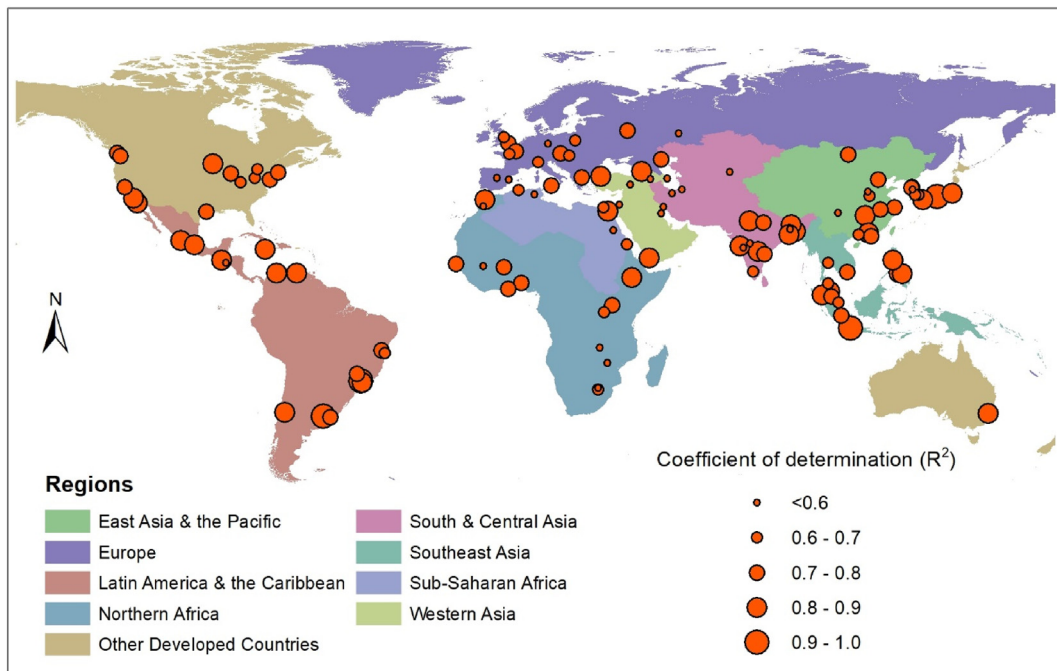 N
Regions
East Asia & the Pacific
Europe
Latin America & the Caribbean
Northern Africa
Other Developed Countries
South & Central Asia
Southeast Asia
Sub-Saharan Africa
Western Asia
Coefficient of determination (R²)
<0.6
0.6 - 0.7
0.7 - 0.8
0.8 - 0.9
0.9 - 1.0